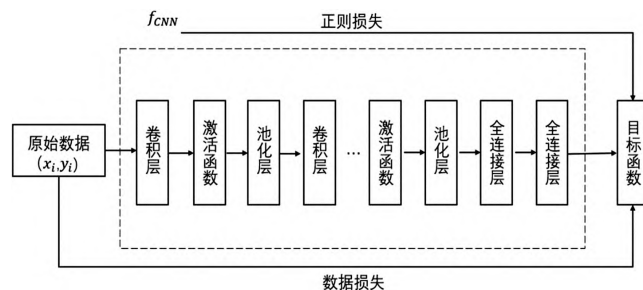 f_CNN
正则损失
原始数据
(x_i,y_i)
卷积层
激活函数
池化层
卷积层
…
激活函数
池化层
全连接层
全连接层
目标函数
数据损失